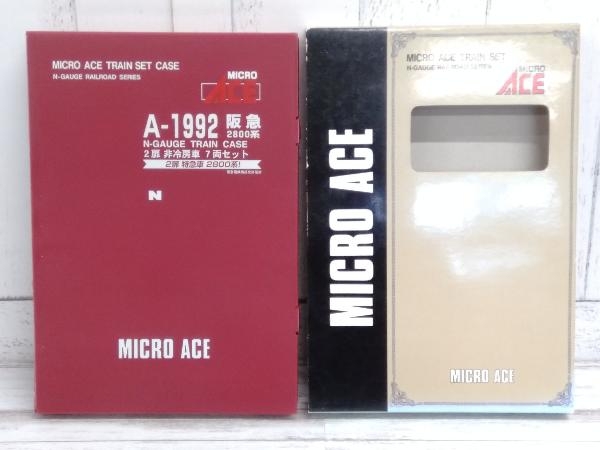 MICRO ACE TRAIN SET CASE
N-GAUGE RAILROAD SERIES
MICRO
ACE
A-1992 阪急
2800系
N-GAUGE TRAIN CASE
2扉 非冷房車 7両セット
2扉 特急車 2800系!
N
MICRO ACE
MICRO ACE
MICRO ACE TRAIN SET
N-GAUGE RAILROAD SERIES
MICRO
ACE
MICRO ACE